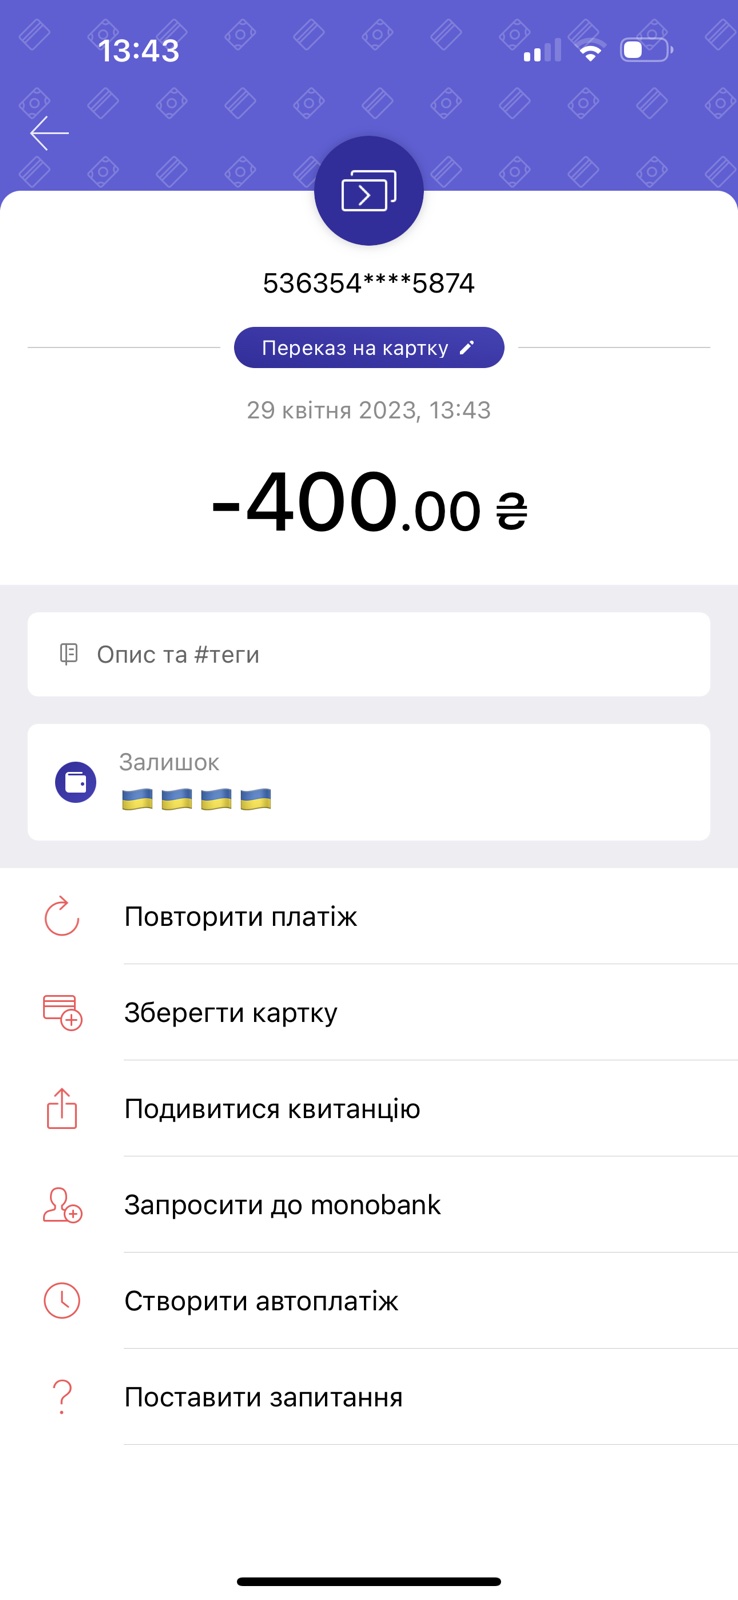 13:43
536354****5874
Переказ на картку
29 квітня 2023, 13:43
-400.00 ₴
Опис та #теги
Залишок
Повторити платіж
Зберегти картку
Подивитися квитанцію
Запросити до monobank
Створити автоплатіж
Поставити запитання